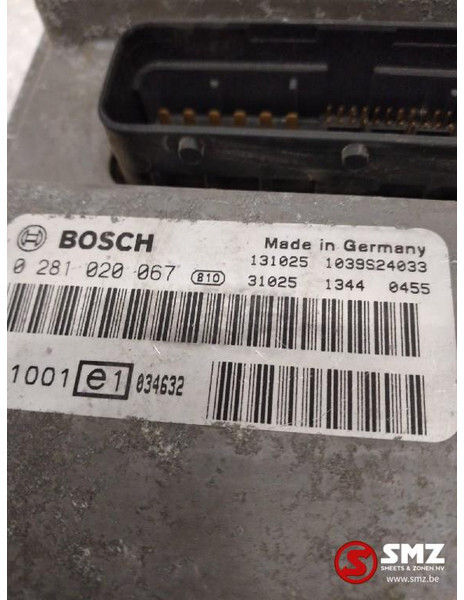 BOSCH Made in Germany
131025 1039S24033
0 281 020 067 810 31025 1344 0455
1001 e1 034632
SMZ
SMEETS & ZONEN NV
www.smz.be